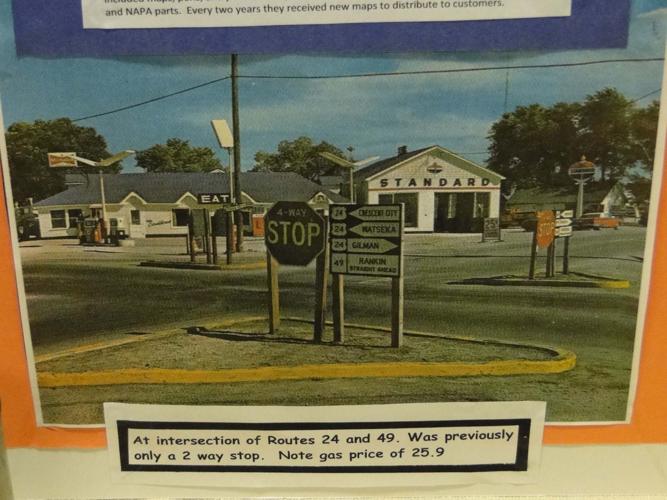 and NAPA parts. Every two years they received new maps to distribute to customers.
STANDARD
EAT
4-WAY
STOP
24 CRESCENT CITY
24 WATSEKA
24 GILMAN
49 RANKIN
STRAIGHT AHEAD
STOP
At intersection of Routes 24 and 49. Was previously
only a 2 way stop. Note gas price of 25.9